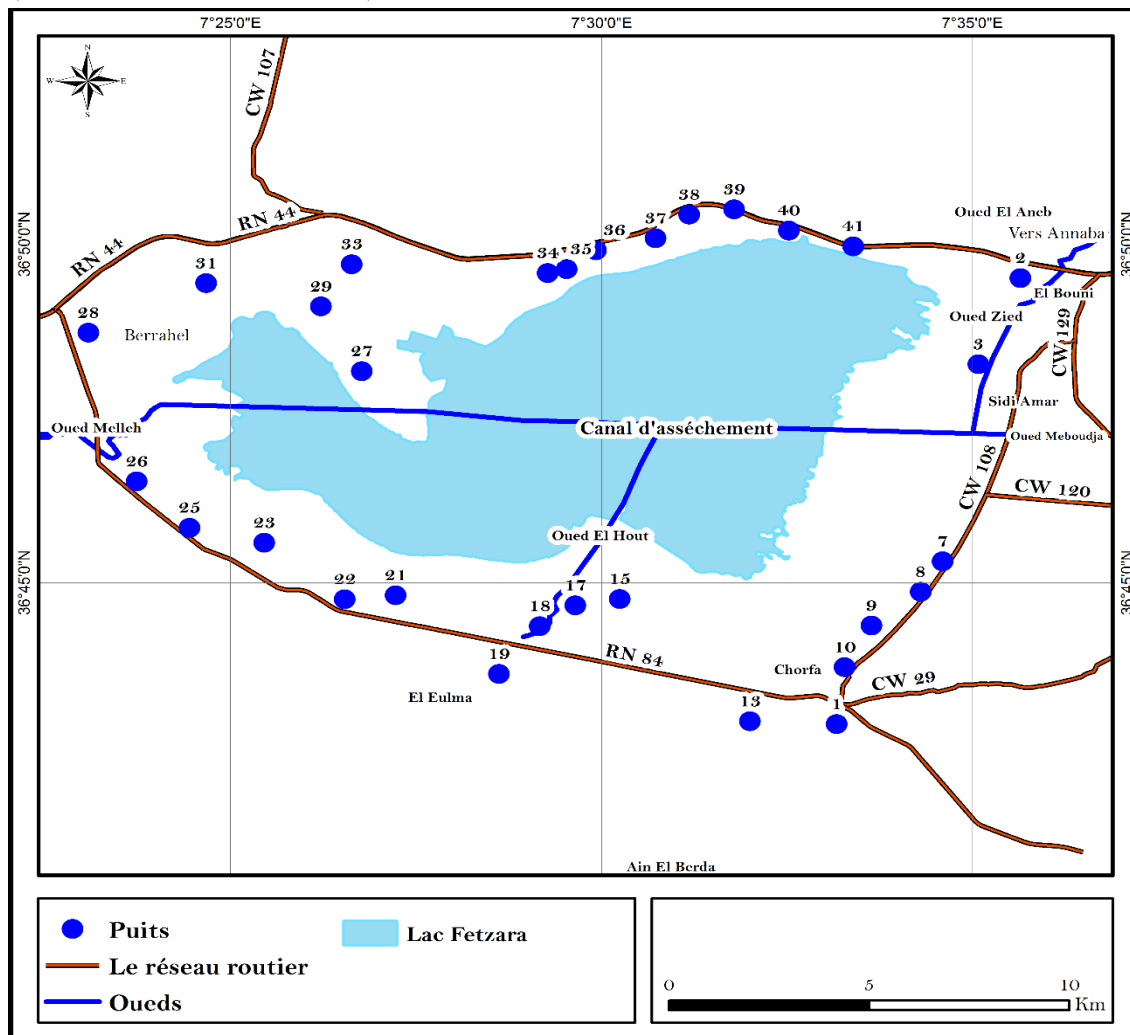 7°25'0"E
7°30'0"E
7°35'0"E
N
W E
S
CW 107
36°50'0"N
36°50'0"N
RN 44
RN 44
38
39
40
41
37
36
35
34
33
31
29
28
27
Berrahel
Oued El Aneb
Vers Annaba
2
El Bouni
Oued Zied
CW 129
3
Sidi Amar
Oued Melleh
Canal d'asséchement
Oued Meboudja
CW 108
CW 120
26
25
23
Oued El Hout
7
8
9
10
36°45'0"N
36°45'0"N
22
21
18
17
15
19
RN 84
Chorfa
CW 29
El Eulma
13
1
Ain El Berda
Puits
Lac Fetzara
Le réseau routier
Oueds
0 5 10
Km